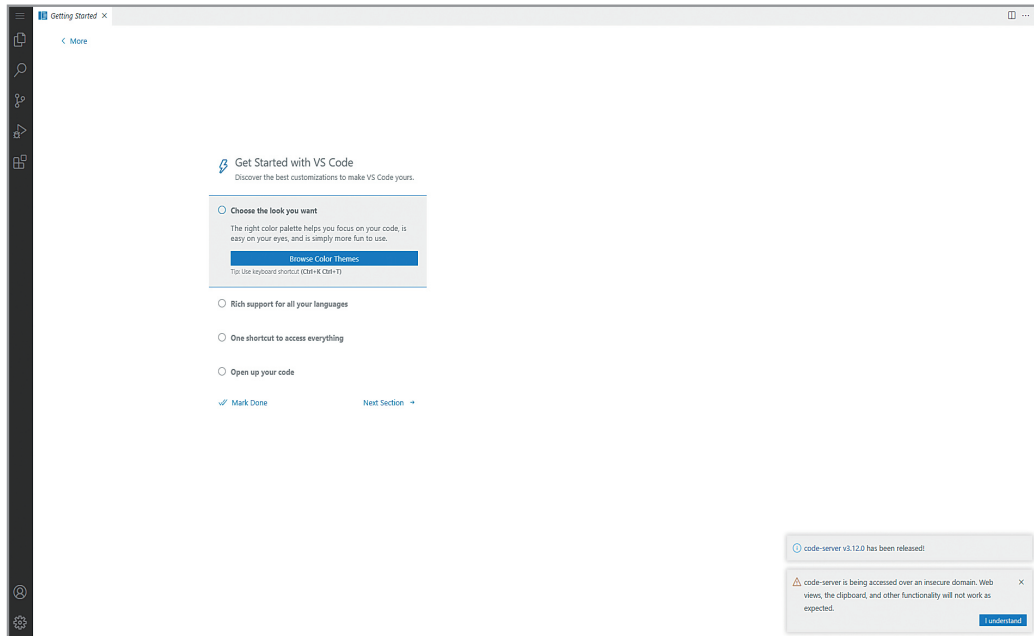 Getting Started
More
Get Started with VS Code
Discover the best customizations to make VS Code yours.
Choose the look you want
The right color palette helps you focus on your code, is
easy on your eyes, and is simply more fun to use.
Browse Color Themes
Tip: Use keyboard shortcut (Ctrl+K Ctrl+T)
Rich support for all your languages
One shortcut to access everything
Open up your code
Mark Done
Next Section
code-server v3.12.0 has been released!
code-server is being accessed over an insecure domain. Web
views, the clipboard, and other functionality will not work as
expected.
I understand